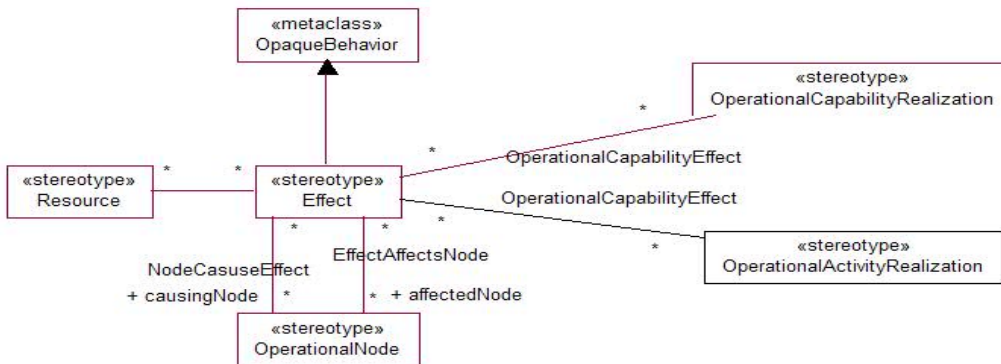 «metaclass»
OpaqueBehavior
«stereotype»
OperationalCapabilityRealization
*
*
OperationalCapabilityEffect
«stereotype»
Resource
*
*
«stereotype»
Effect
OperationalCapabilityEffect
*
*
*
*
«stereotype»
OperationalActivityRealization
NodeCasuseEffect
EffectAffectsNode
+ causingNode
*
*
+ affectedNode
«stereotype»
OperationalNode